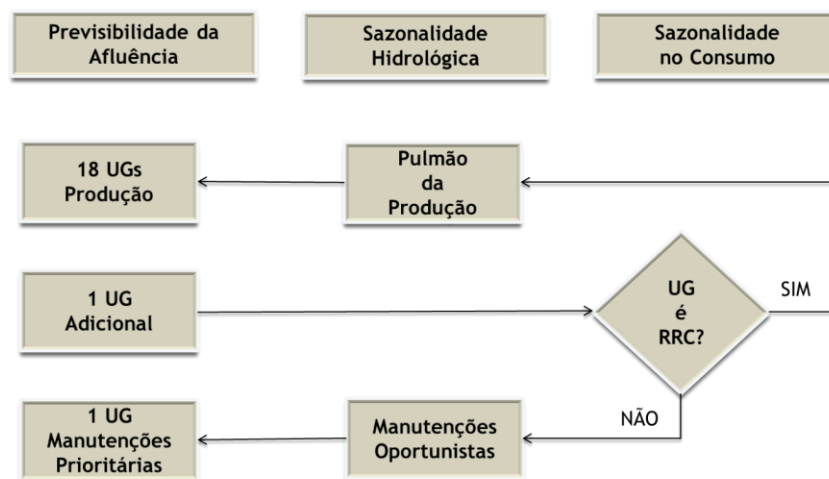 Previsibilidade da
Afluência
Sazonalidade
Hidrológica
Sazonalidade
no Consumo
18 UGs
Produção
Pulmão
da
Produção
1 UG
Adicional
UG
é
RRC?
SIM
NÃO
1 UG
Manutenções
Prioritárias
Manutenções
Oportunistas